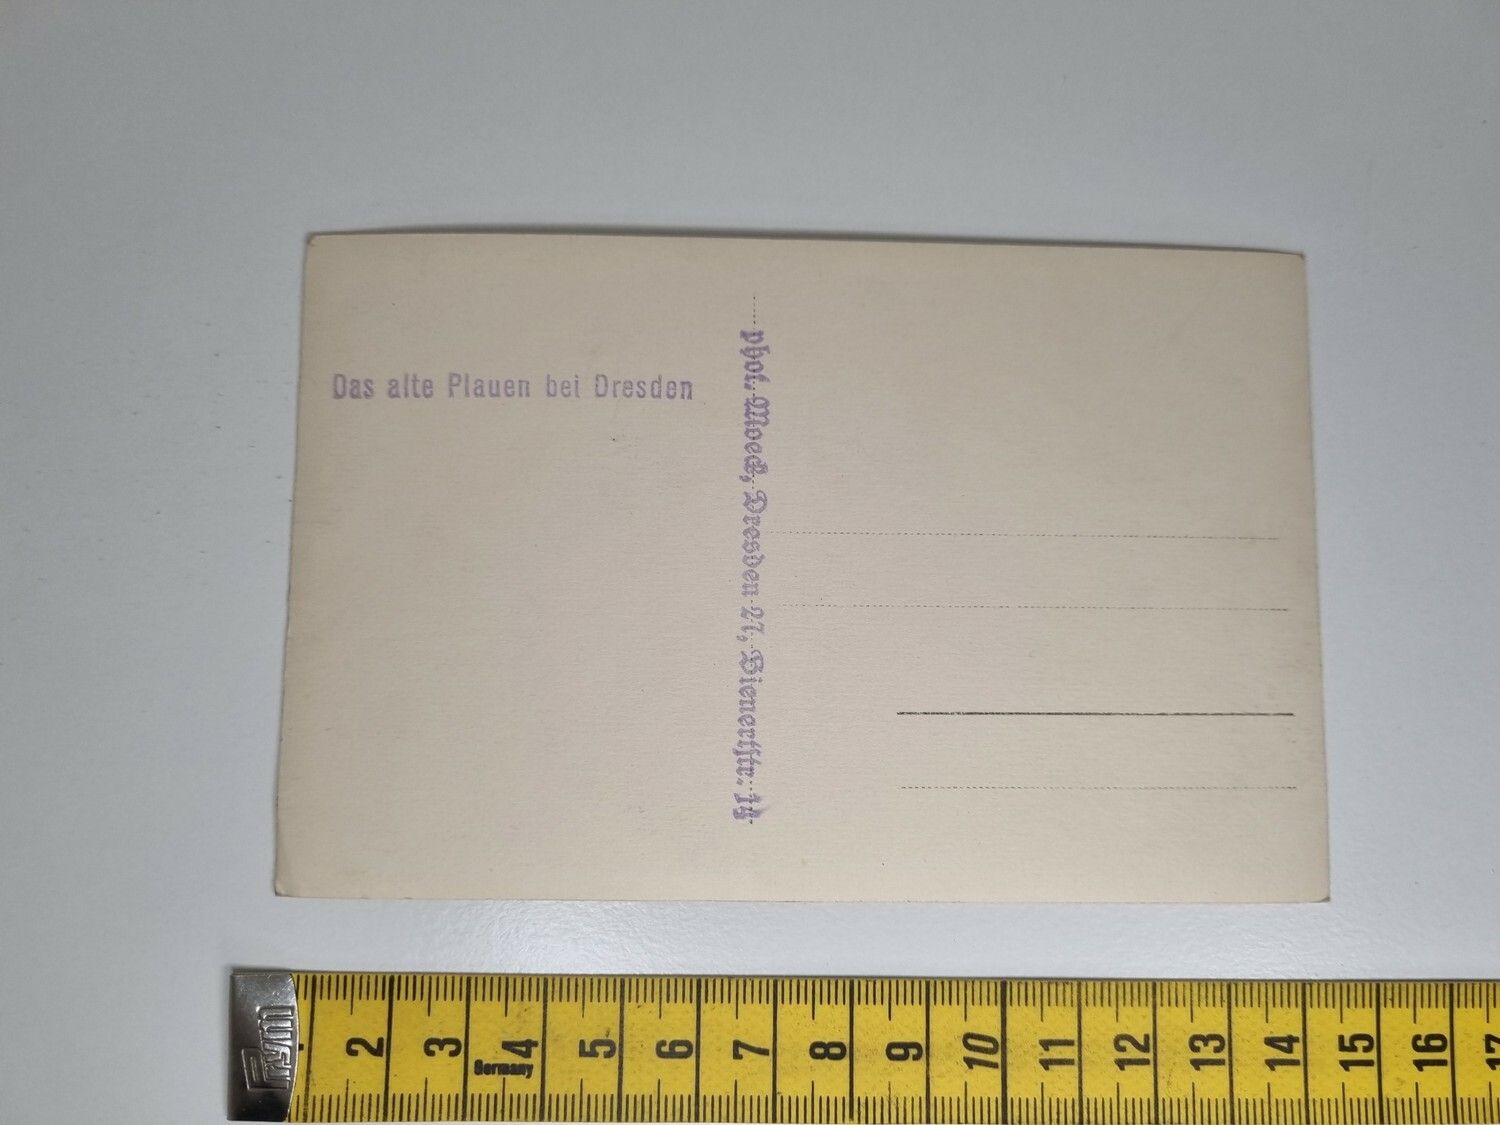 Das alte Plauen bei Dresden
phot. Moeck, Dresden 27, Bienertstr. 19
Prym
2 3 4 5 6 7 8 9 10 11 12 13 14 15 16 17
Germany